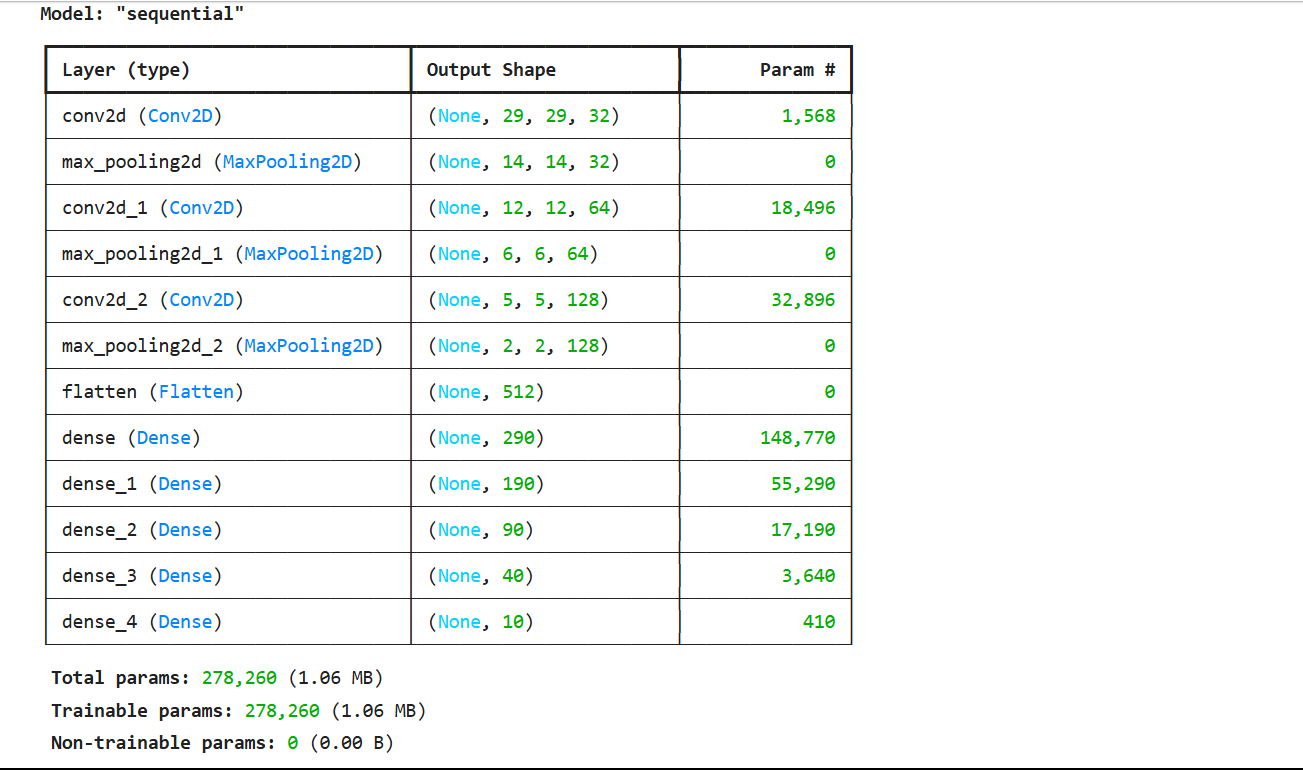 Model: "sequential"
Layer (type) Output Shape Param #
conv2d (Conv2D) (None, 29, 29, 32) 1,568
max_pooling2d (MaxPooling2D) (None, 14, 14, 32) 0
conv2d_1 (Conv2D) (None, 12, 12, 64) 18,496
max_pooling2d_1 (MaxPooling2D) (None, 6, 6, 64) 0
conv2d_2 (Conv2D) (None, 5, 5, 128) 32,896
max_pooling2d_2 (MaxPooling2D) (None, 2, 2, 128) 0
flatten (Flatten) (None, 512) 0
dense (Dense) (None, 290) 148,770
dense_1 (Dense) (None, 190) 55,290
dense_2 (Dense) (None, 90) 17,190
dense_3 (Dense) (None, 40) 3,640
dense_4 (Dense) (None, 10) 410
Total params: 278,260 (1.06 MB)
Trainable params: 278,260 (1.06 MB)
Non-trainable params: 0 (0.00 B)